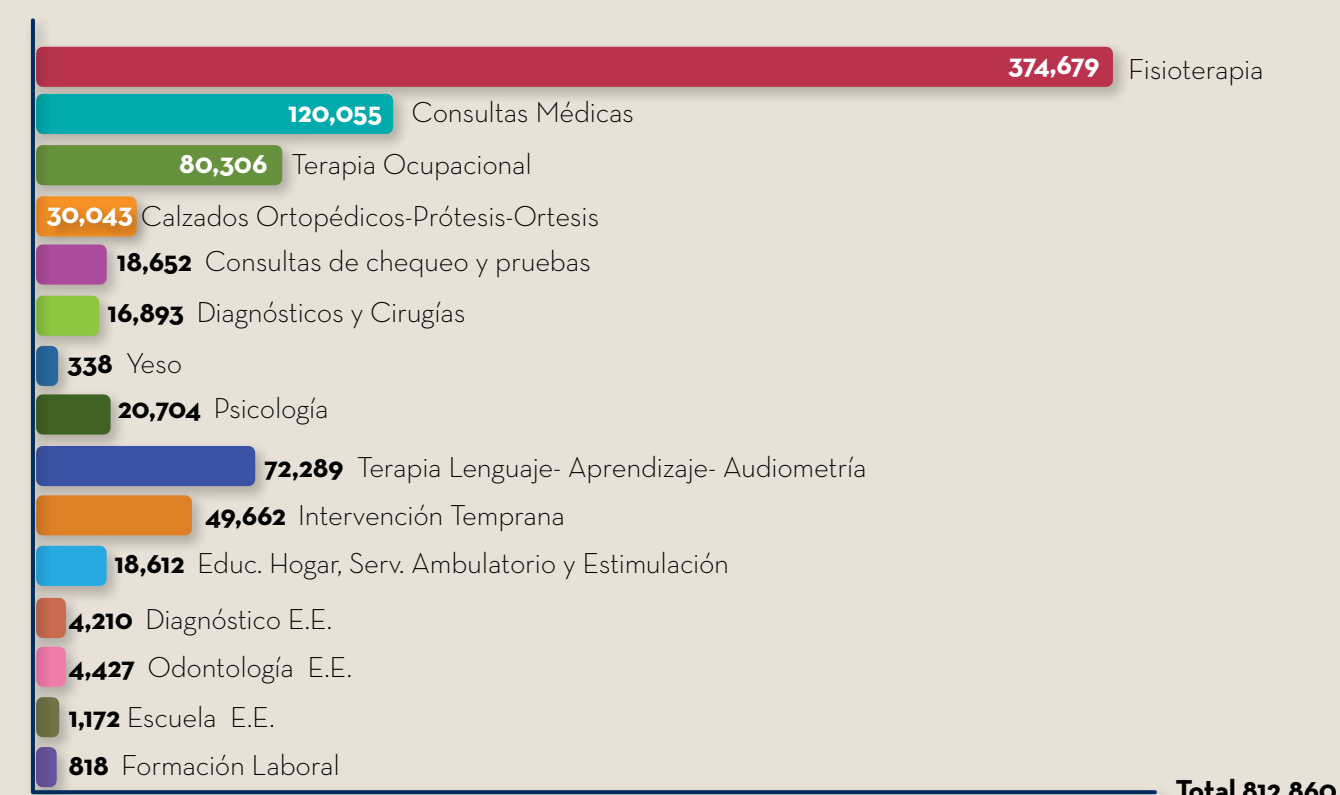 374,679 Fisioterapia
120,055 Consultas Médicas
80,306 Terapia Ocupacional
30,043 Calzados Ortopédicos-Prótesis-Ortesis
18,652 Consultas de chequeo y pruebas
16,893 Diagnósticos y Cirugías
338 Yeso
20,704 Psicología
72,289 Terapia Lenguaje- Aprendizaje- Audiometría
49,662 Intervención Temprana
18,612 Educ. Hogar, Serv. Ambulatorio y Estimulación
4,210 Diagnóstico E.E.
4,427 Odontología E.E.
1,172 Escuela E.E.
818 Formación Laboral
Total 812,860